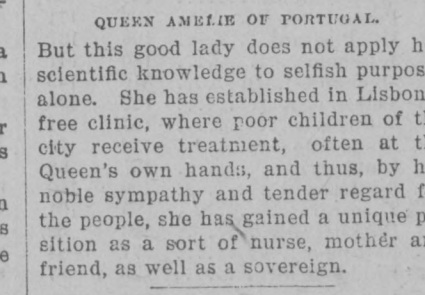 QUEEN AMELIE OF PORTUGAL.
But this good lady does not apply h
scientific knowledge to selfish purpos
alone. She has established in Lisbon
free clinic, where poor children of th
city receive treatment, often at th
Queen's own hands, and thus, by h
noble sympathy and tender regard f
the people, she has gained a unique p
sition as a sort of nurse, mother an
friend, as well as a sovereign.